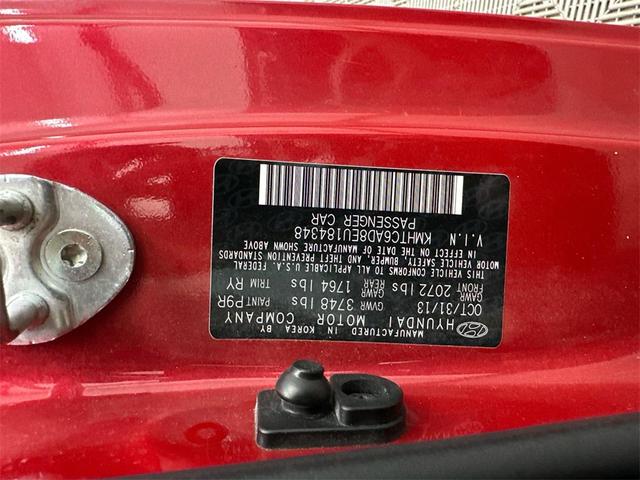 MANUFACTURED IN KOREA BY
HYUNDAI MOTOR COMPANY
OCT/31/13 GVWR 3748 lbs PAINT P9R
GAWR FRONT 2072 lbs GAWR REAR 1764 lbs TRIM RY
THIS VEHICLE CONFORMS TO ALL APPLICABLE U.S.A. FEDERAL
MOTOR VEHICLE SAFETY, BUMPER, AND THEFT PREVENTION STANDARDS
IN EFFECT ON THE DATE OF MANUFACTURE SHOWN ABOVE
V.I.N KMHTC6AD8EU184348
PASSENGER CAR